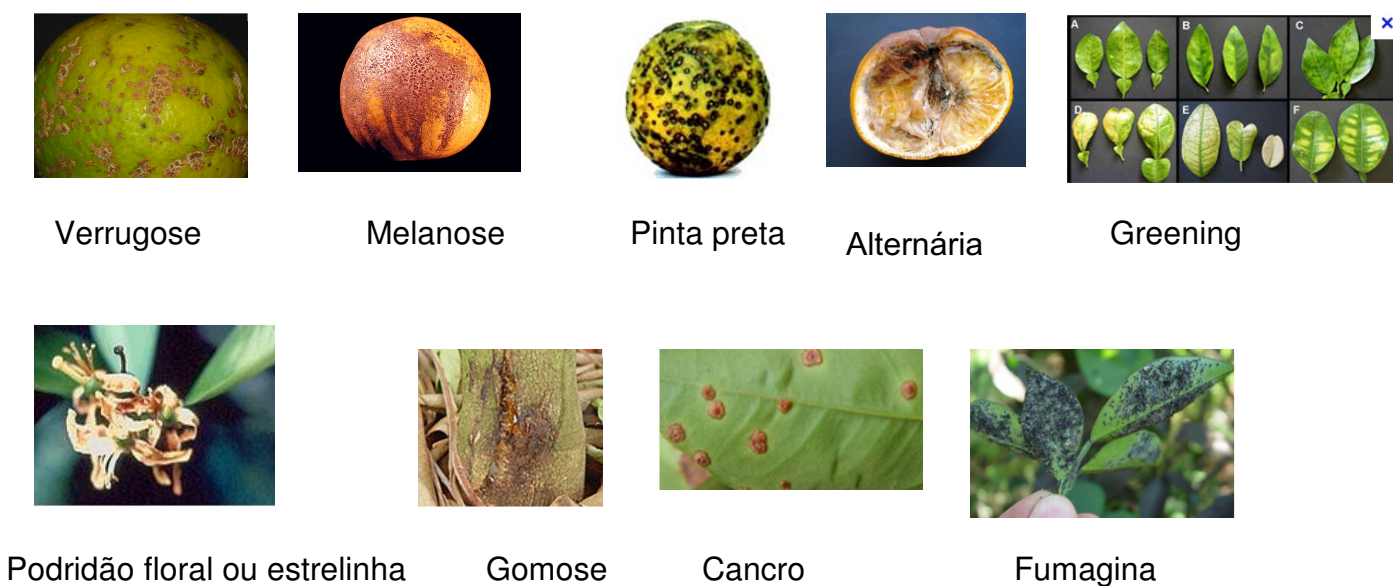 A B C
D E F
Verrugose Melanose Pinta preta Alternária Greening
Podridão floral ou estrelinha Gomose Cancro Fumagina